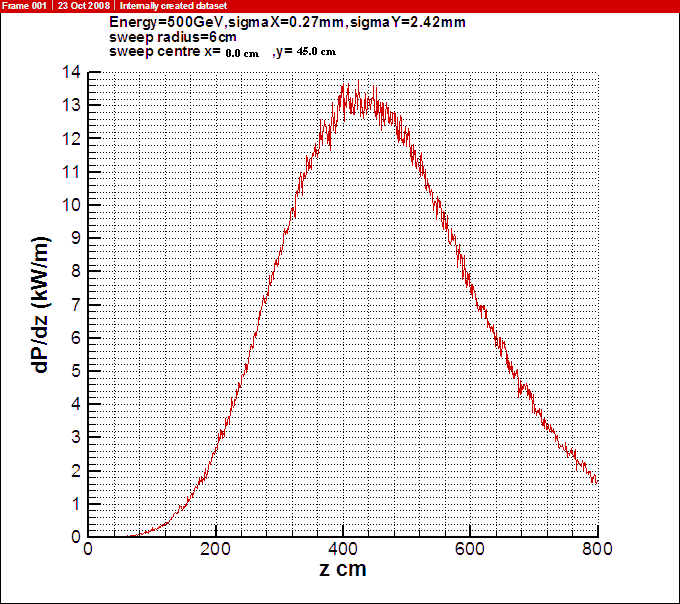 Frame 001 | 23 Oct 2008 | Internally created dataset
Energy=500GeV,sigmaX=0.27mm,sigmaY=2.42mm
sweep radius=6cm
sweep centre x= 0.0 cm ,y= 45.0 cm
14
13
12
11
10
9
8
7
6
5
4
3
2
1
0
dP/dz (kW/m)
0 200 400 600 800
z cm